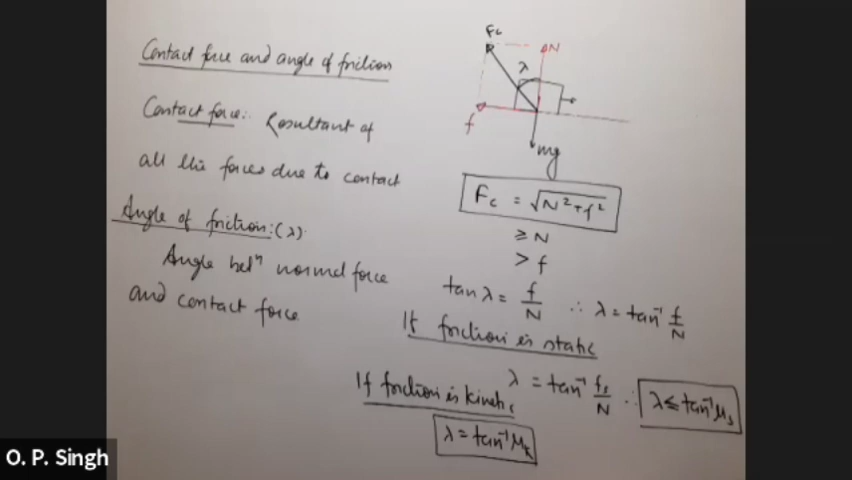 Contact force and angle of friction
Contact force:- Resultant of
all the forces due to contact
Angle of friction:(λ)
Angle betⁿ normal force
and contact force
Fc
N
λ
f
mg
Fc = √N²+f²
≥ N
> f
tan λ = f/N ∴ λ = tan⁻¹ f/N
If friction is static
λ = tan⁻¹ fs/N ∴ λ ≤ tan⁻¹ μs
If friction is kinetic
λ = tan⁻¹ μk
O. P. Singh